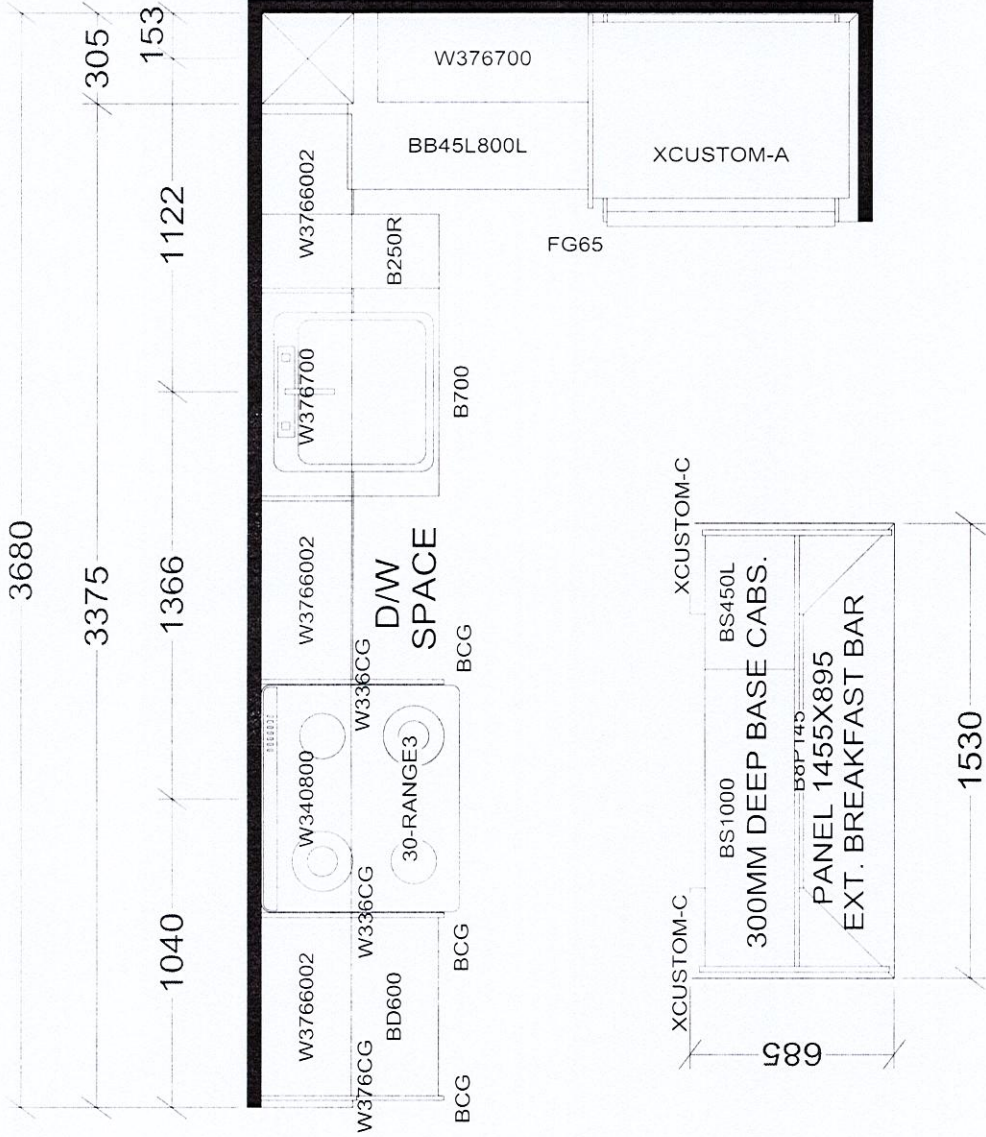 3680
3375
305
1040
1366
1122
153
W3766002
W340800
W3766002
W376700
W3766002
W376CG
W336CG
W336CG
BD600
30-RANGE3
D/W
SPACE
B250R
BCG
BCG
BCG
B700
W376700
BB45L800L
XCUSTOM-A
FG65
XCUSTOM-C
XCUSTOM-C
BS1000
BS450L
300MM DEEP BASE CABS.
BBP145
PANEL 1455X895
EXT. BREAKFAST BAR
685
1530